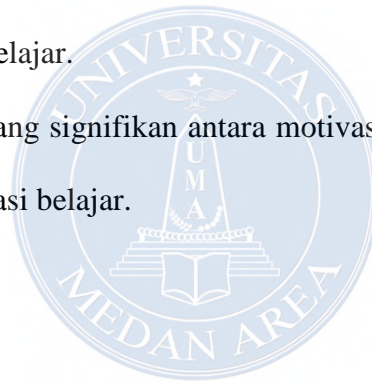 elajar.
ang signifikan antara motivas
asi belajar.
UNIVERSITAS
UMA
MEDAN AREA